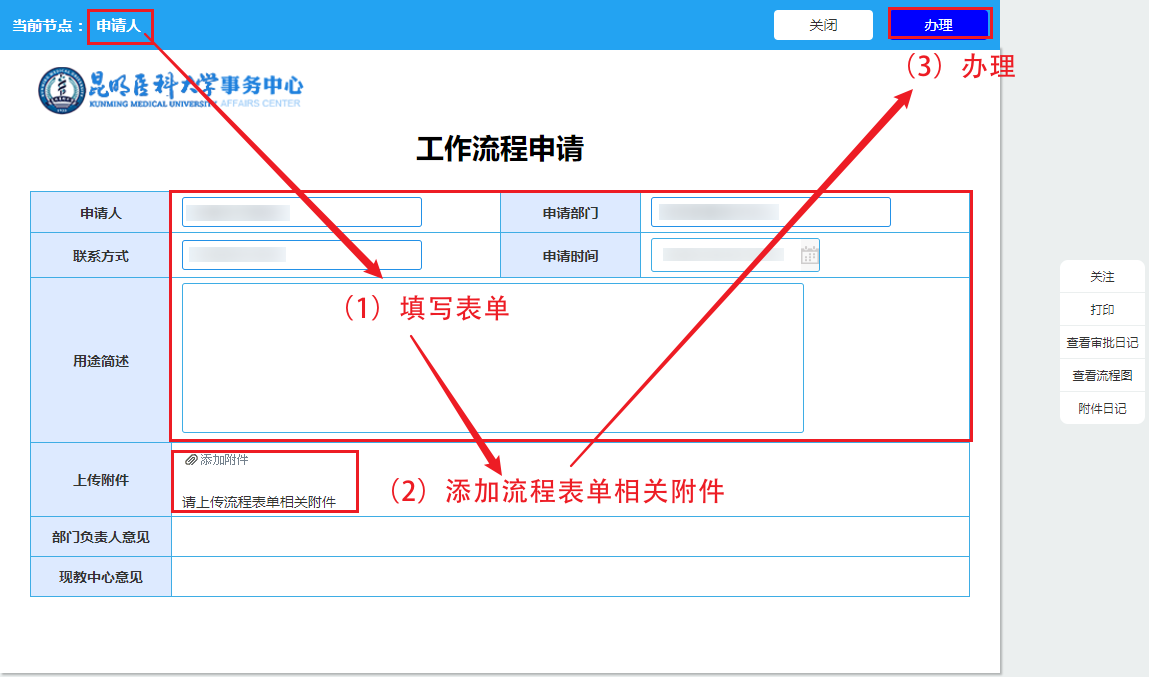 当前节点：申请人
关闭
办理
（3）办理
昆明医科大学事务中心
KUNMING MEDICAL UNIVERSITY AFFAIRS CENTER
工作流程申请
申请人
申请部门
联系方式
申请时间
（1）填写表单
用途简述
上传附件
添加附件
请上传流程表单相关附件
（2）添加流程表单相关附件
部门负责人意见
现教中心意见
关注
打印
查看审批日记
查看流程图
附件日记